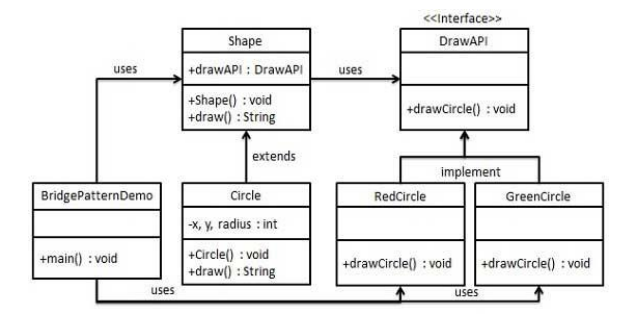 <<Interface>>
Shape
DrawAPI
+drawAPI : DrawAPI
uses
uses
+Shape() : void
+draw() : String
+drawCircle() : void
extends
implement
BridgePatternDemo
Circle
RedCircle
GreenCircle
-x, y, radius : int
+main() : void
+Circle() : void
+draw() : String
+drawCircle() : void
+drawCircle() : void
uses
uses